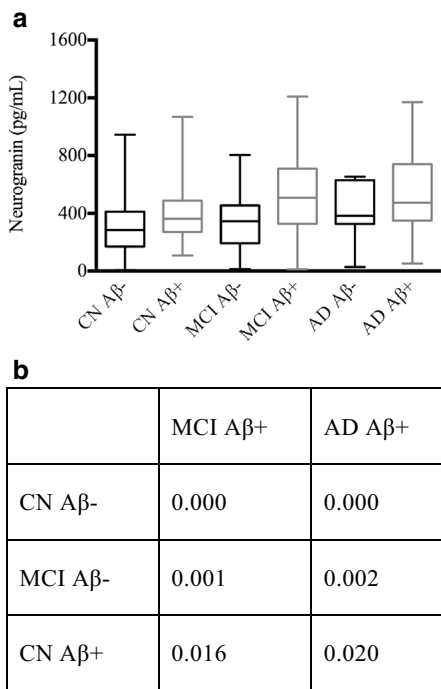 a
Neurogranin (pg/mL)
1600
1200
800
400
0
CN Aβ-
CN Aβ+
MCI Aβ-
MCI Aβ+
AD Aβ-
AD Aβ+
b
MCI Aβ+ AD Aβ+
CN Aβ- 0.000 0.000
MCI Aβ- 0.001 0.002
CN Aβ+ 0.016 0.020